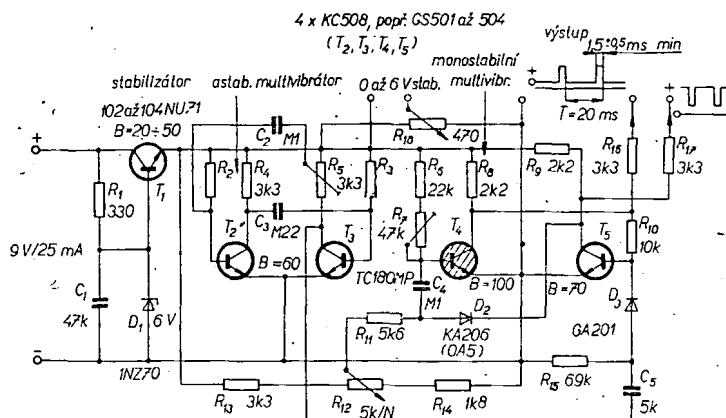 4 x KC508, popř. GS501 až 504
(T2, T3, T4, T5)
výstup
1,5 ±0,5 ms min
T = 20 ms
stabilizátor
astab. multivibrátor
0 až 6 V stab.
monostabilní
multivibr.
102 až 104NU71
B = 20 ÷ 50
+
T1
R1
330
9 V/25 mA
C1
47k
D1
6 V
1NZ70
–
C2
M1
R2
R4
3k3
C3
M22
R5
3k3
R3
R18
470
T2
B = 60
T3
R6
22k
R7
47k
R8
2k2
T4
B = 100
TC180MP
C4
M1
R9
2k2
R16
3k3
R17
3k3
R10
10k
T5
B = 70
D2
KA206
(OA5)
D3
GA201
R11
5k6
R13
3k3
R12
5k/N
R14
1k8
R15
69k
C5
5k
+
+